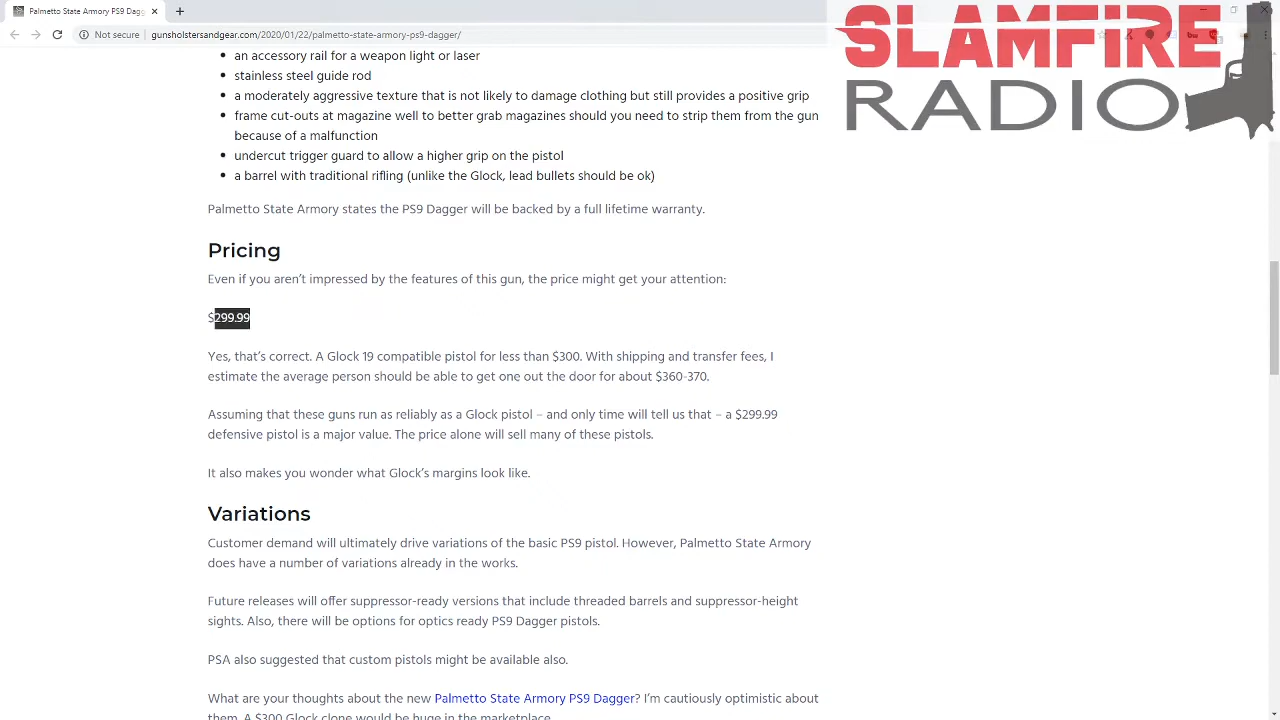 Palmetto State Armory PS9 Dagg
Not secure
gunsholstersandgear.com/2020/01/22/palmetto-state-armory-ps9-dagger/
SLAMFIRE
RADIO
an accessory rail for a weapon light or laser
stainless steel guide rod
a moderately aggressive texture that is not likely to damage clothing but still provides a positive grip
frame cut-outs at magazine well to better grab magazines should you need to strip them from the gun
because of a malfunction
undercut trigger guard to allow a higher grip on the pistol
a barrel with traditional rifling (unlike the Glock, lead bullets should be ok)
Palmetto State Armory states the PS9 Dagger will be backed by a full lifetime warranty.
Pricing
Even if you aren't impressed by the features of this gun, the price might get your attention:
$299.99
Yes, that's correct. A Glock 19 compatible pistol for less than $300. With shipping and transfer fees, I
estimate the average person should be able to get one out the door for about $360-370.
Assuming that these guns run as reliably as a Glock pistol – and only time will tell us that – a $299.99
defensive pistol is a major value. The price alone will sell many of these pistols.
It also makes you wonder what Glock's margins look like.
Variations
Customer demand will ultimately drive variations of the basic PS9 pistol. However, Palmetto State Armory
does have a number of variations already in the works.
Future releases will offer suppressor-ready versions that include threaded barrels and suppressor-height
sights. Also, there will be options for optics ready PS9 Dagger pistols.
PSA also suggested that custom pistols might be available also.
What are your thoughts about the new Palmetto State Armory PS9 Dagger? I'm cautiously optimistic about
them. A $300 Glock clone would be huge in the marketplace.